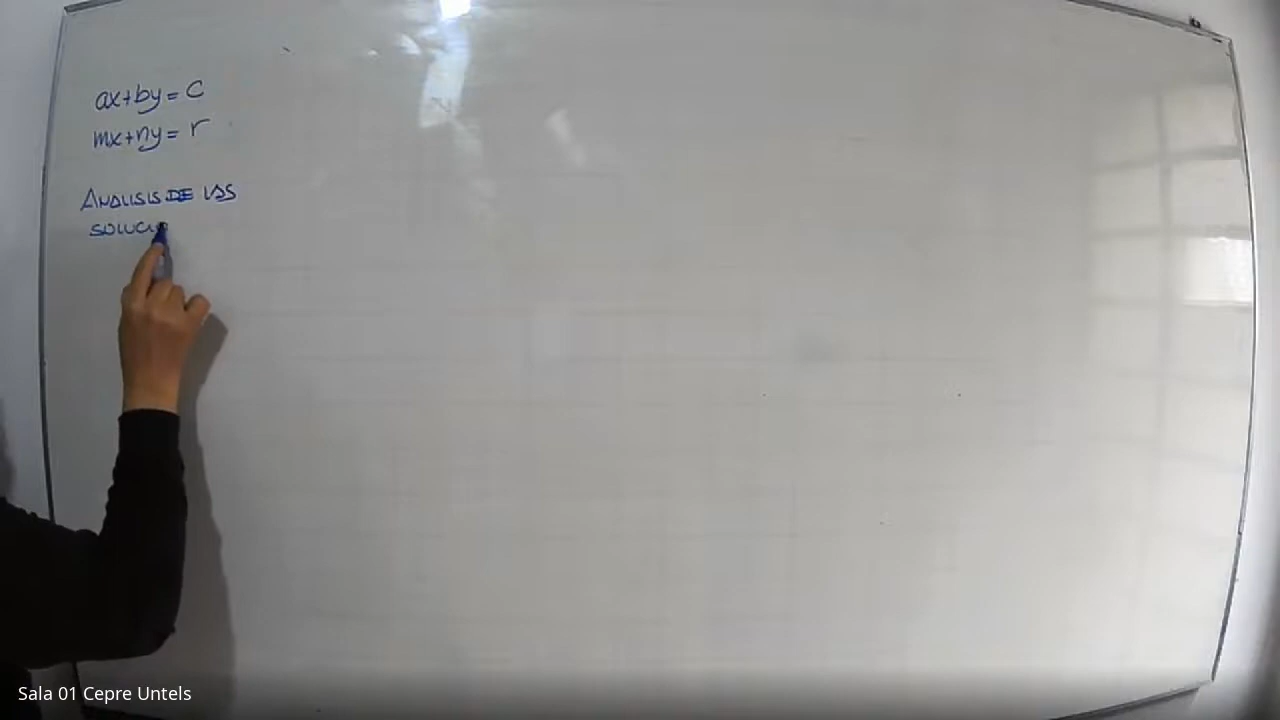 ax+by = C
mx+ny = r
ANALISIS DE LAS
SOLUCI
Sala 01 Cepre Untels